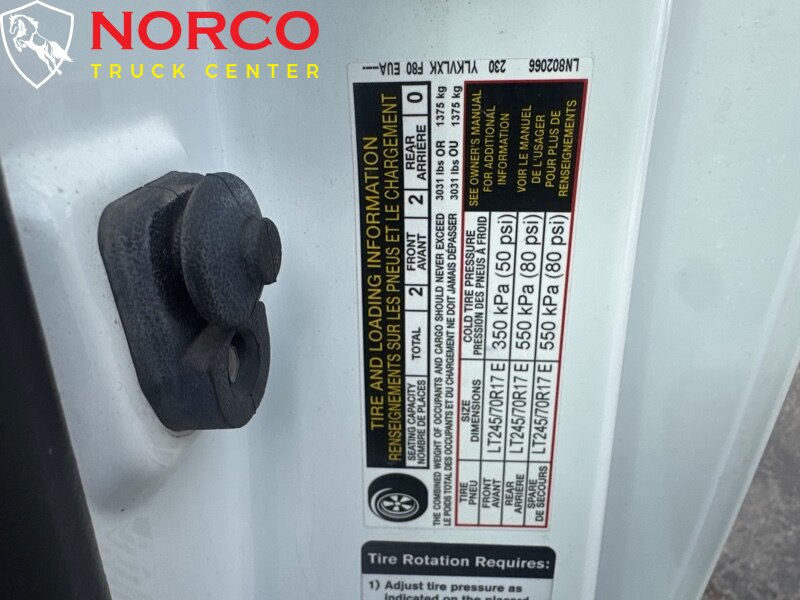 NORCO
TRUCK CENTER
TIRE AND LOADING INFORMATION
RENSEIGNEMENTS SUR LES PNEUS ET LE CHARGEMENT
SEATING CAPACITY
NOMBRE DE PLACES
TOTAL 2
FRONT
AVANT 2
REAR
ARRIÈRE 0
THE COMBINED WEIGHT OF OCCUPANTS AND CARGO SHOULD NEVER EXCEED 3031 lbs OR 1375 kg
LE POIDS TOTAL DES OCCUPANTS ET DU CHARGEMENT NE DOIT JAMAIS DÉPASSER 3031 lbs OU 1375 kg
TIRE
PNEU
SIZE
DIMENSIONS
COLD TIRE PRESSURE
PRESSION DES PNEUS À FROID
FRONT
AVANT
LT245/70R17 E
350 kPa (50 psi)
REAR
ARRIÈRE
LT245/70R17 E
550 kPa (80 psi)
SPARE
DE SECOURS
LT245/70R17 E
550 kPa (80 psi)
SEE OWNER'S MANUAL
FOR ADDITIONAL
INFORMATION
VOIR LE MANUEL
DE L'USAGER
POUR PLUS DE
RENSEIGNEMENTS
LN802066 230 YLKVLXK F80 EUA----
Tire Rotation Requires:
1) Adjust tire pressure as
indicated on the placard